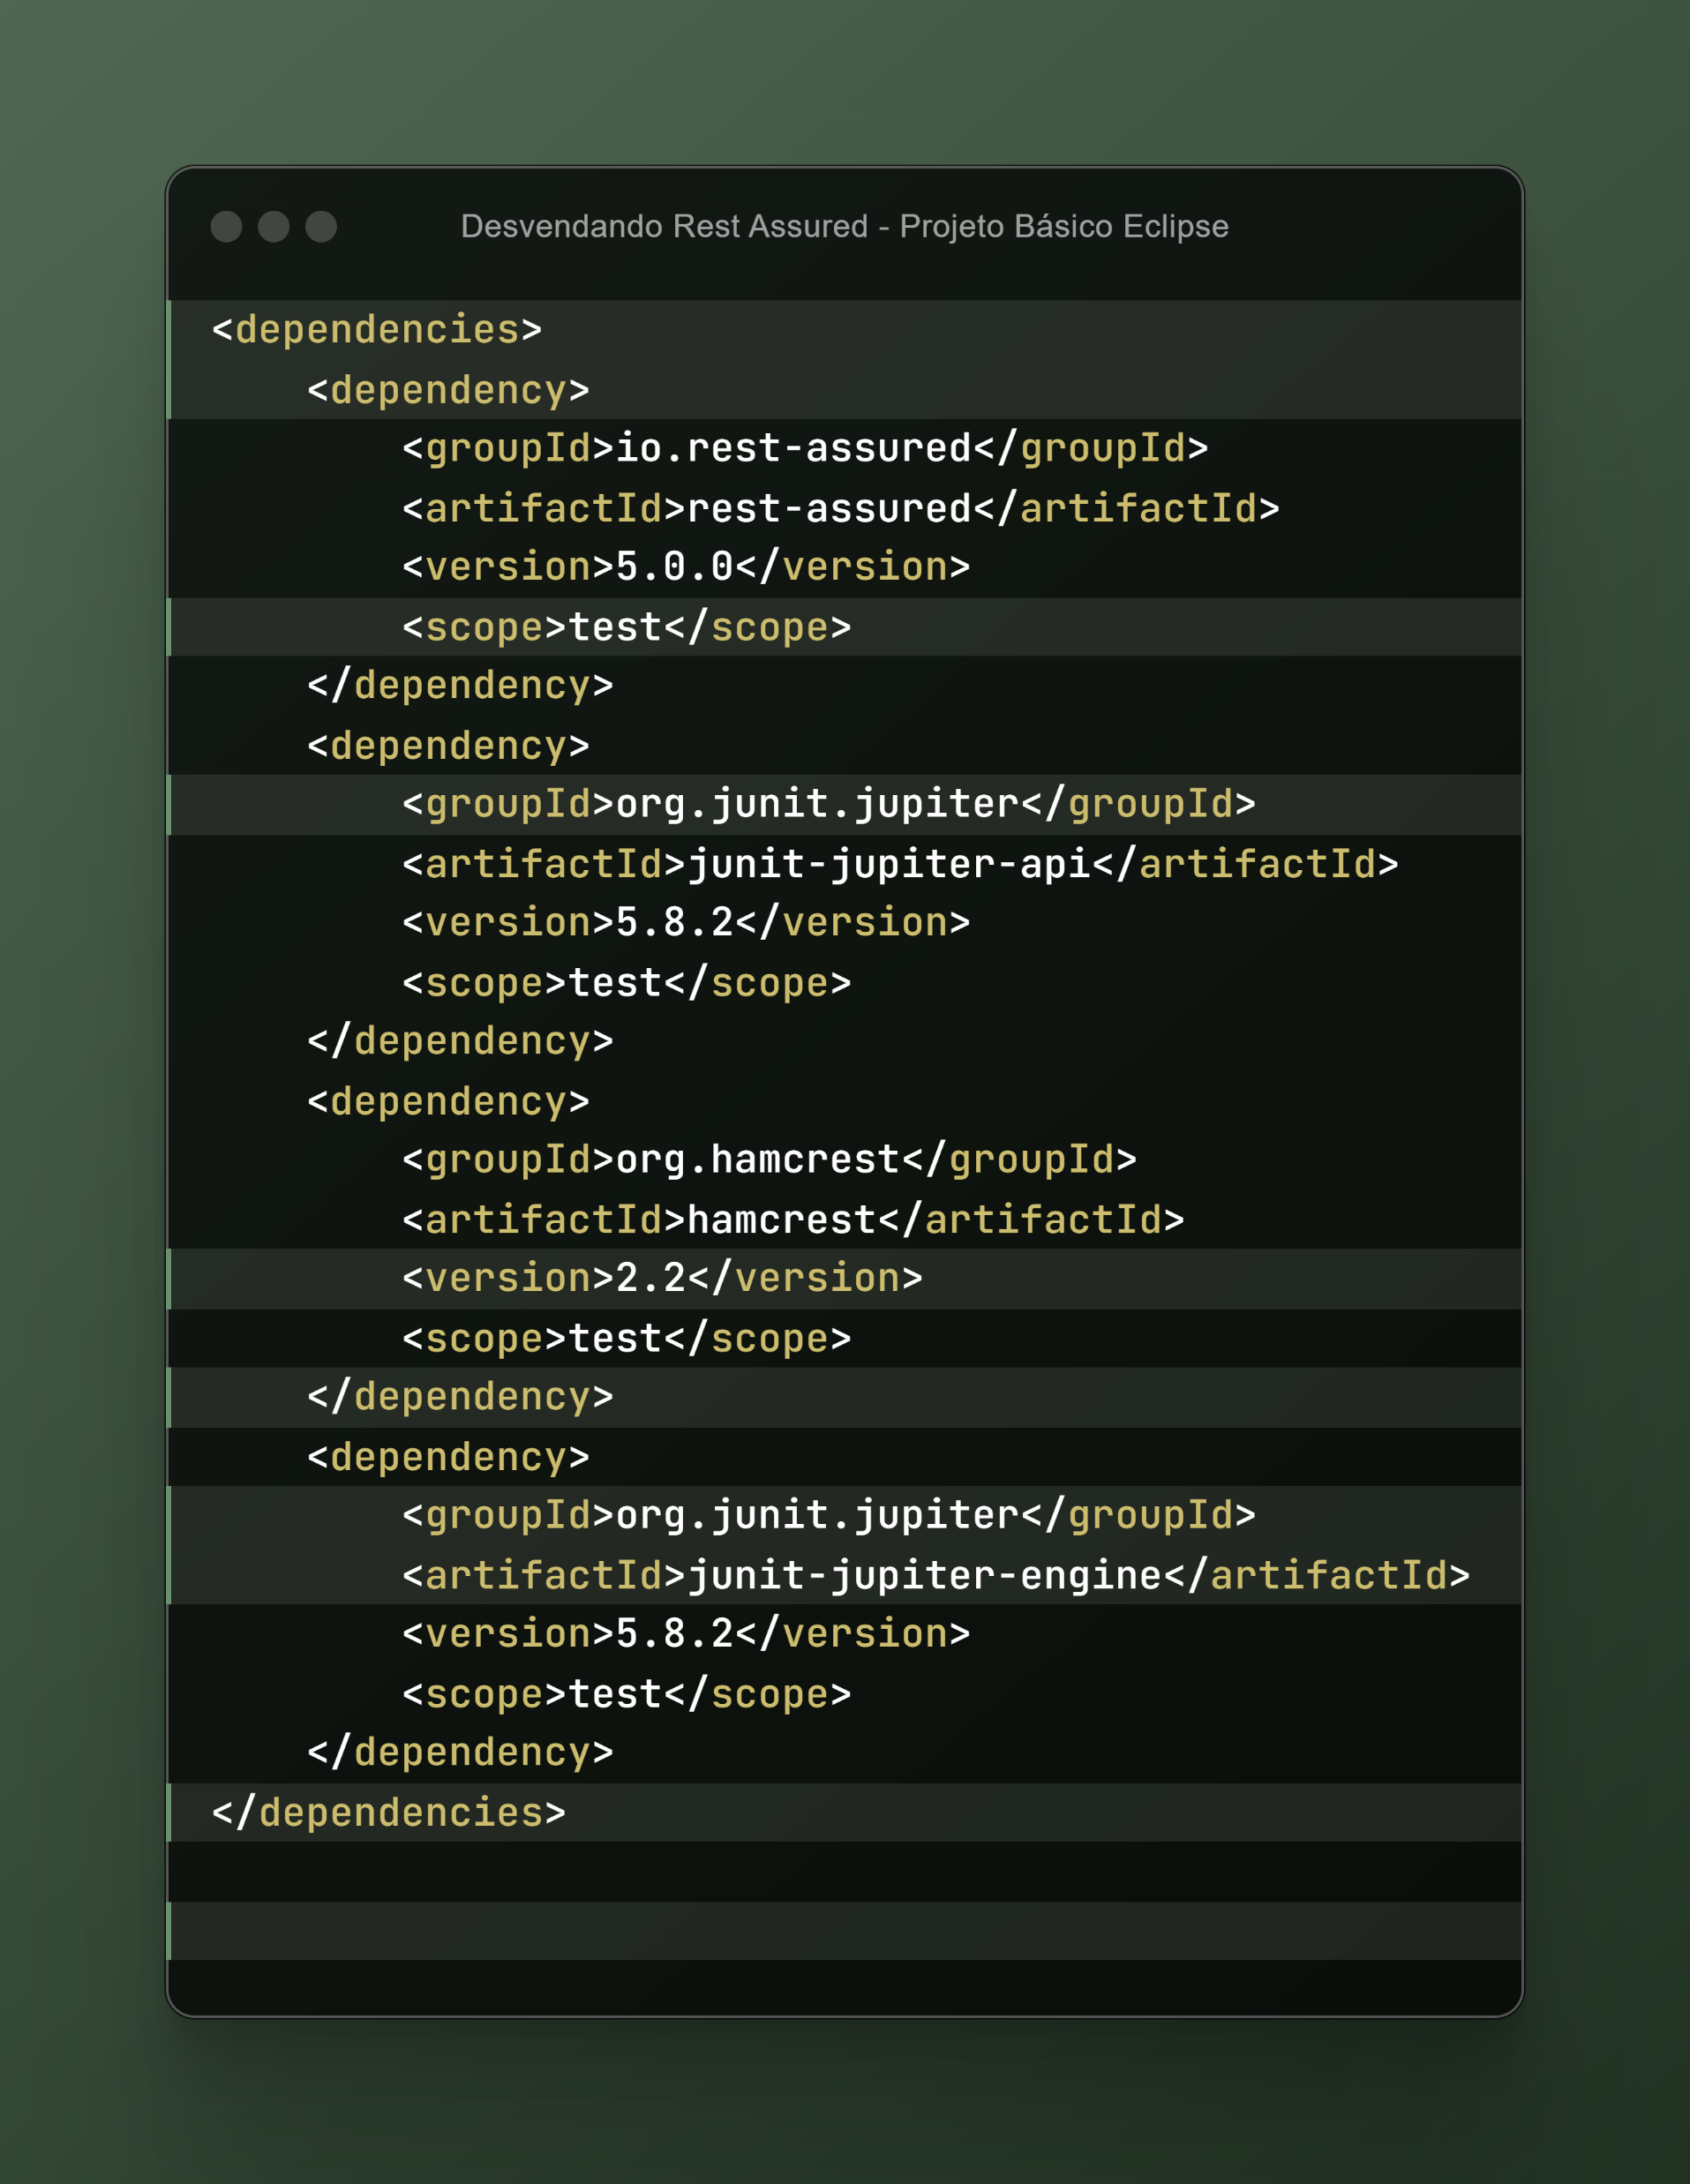 Desvendando Rest Assured - Projeto Básico Eclipse
<dependencies>
    <dependency>
        <groupId>io.rest-assured</groupId>
        <artifactId>rest-assured</artifactId>
        <version>5.0.0</version>
        <scope>test</scope>
    </dependency>
    <dependency>
        <groupId>org.junit.jupiter</groupId>
        <artifactId>junit-jupiter-api</artifactId>
        <version>5.8.2</version>
        <scope>test</scope>
    </dependency>
    <dependency>
        <groupId>org.hamcrest</groupId>
        <artifactId>hamcrest</artifactId>
        <version>2.2</version>
        <scope>test</scope>
    </dependency>
    <dependency>
        <groupId>org.junit.jupiter</groupId>
        <artifactId>junit-jupiter-engine</artifactId>
        <version>5.8.2</version>
        <scope>test</scope>
    </dependency>
</dependencies>